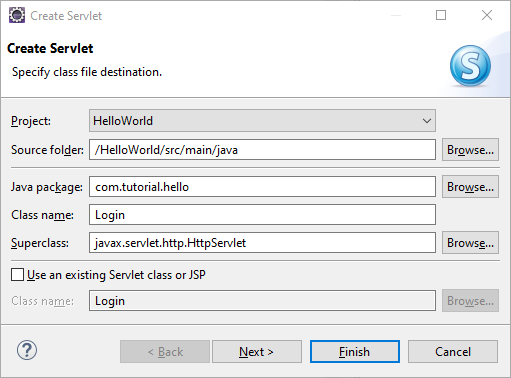 Create Servlet
Create Servlet
Specify class file destination.
S
Project: HelloWorld
Source folder: /HelloWorld/src/main/java Browse...
Java package: com.tutorial.hello Browse...
Class name: Login
Superclass: javax.servlet.http.HttpServlet Browse...
Use an existing Servlet class or JSP
Class name: Login Browse...
? < Back Next > Finish Cancel